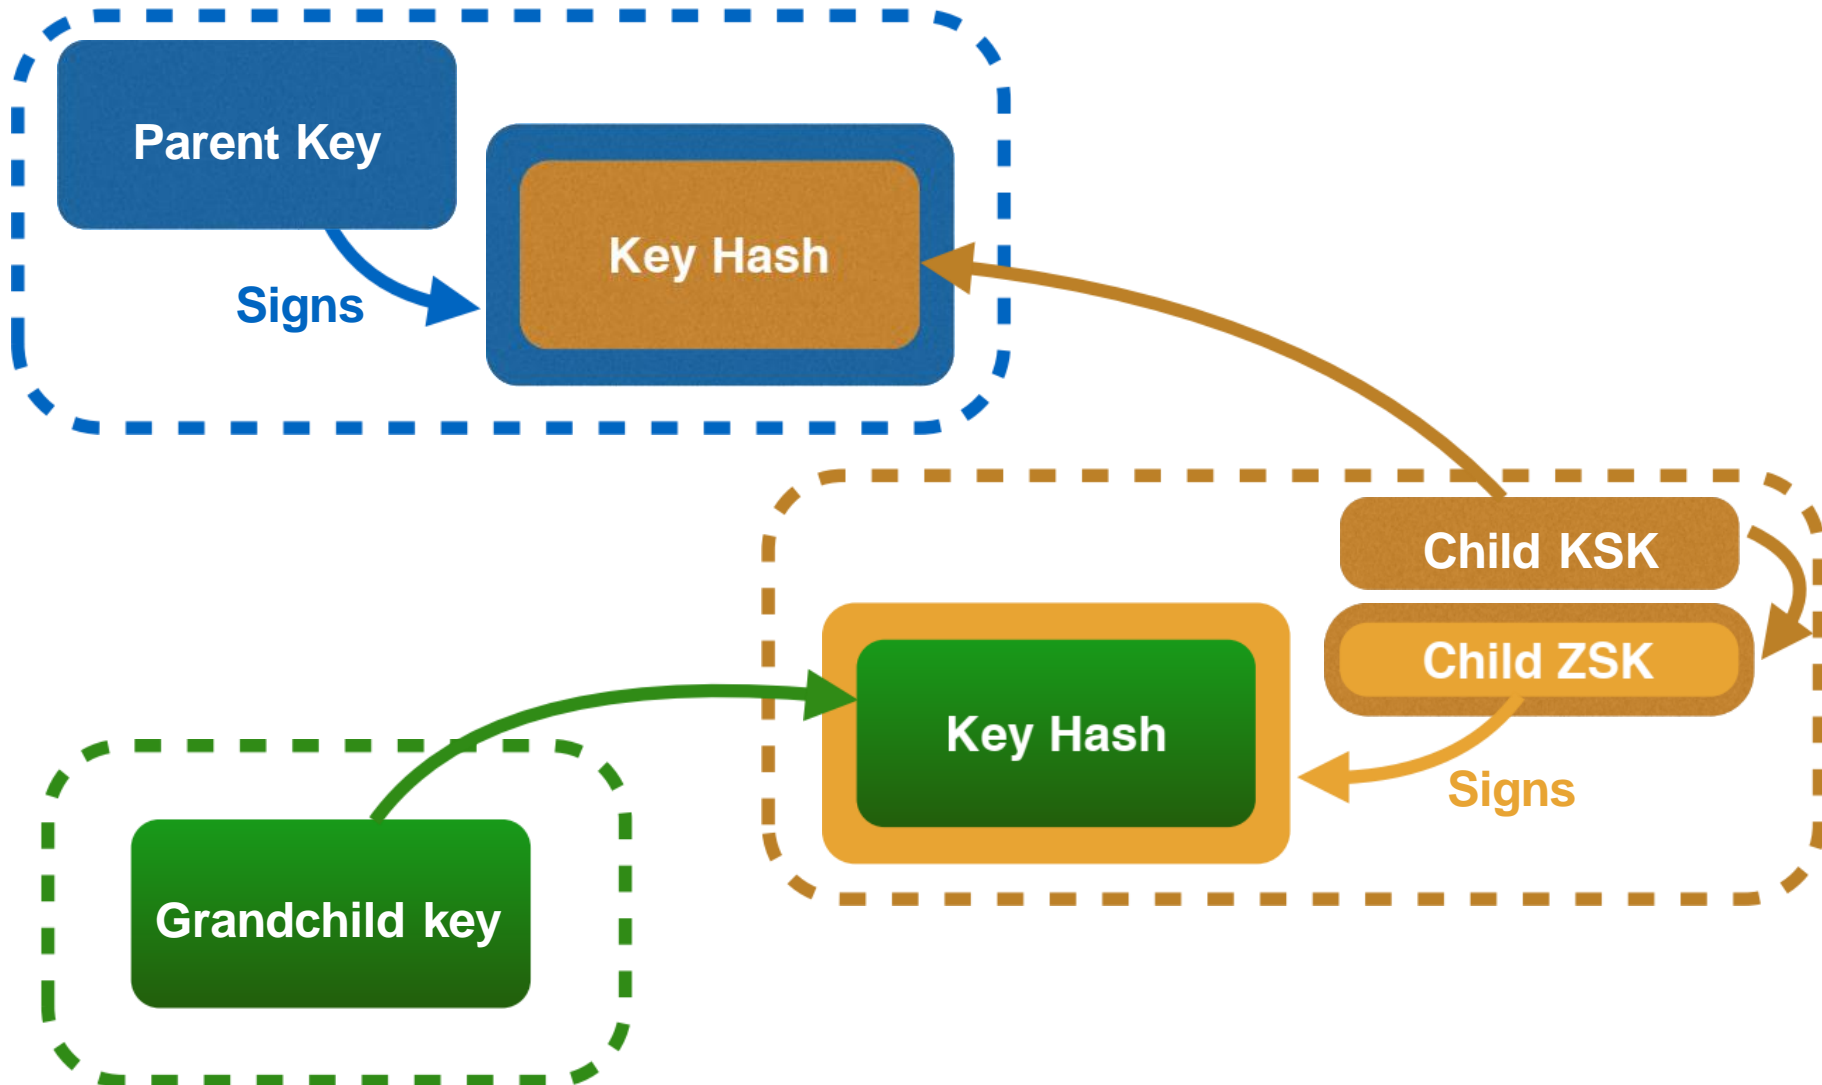 Parent Key
Key Hash
Signs
Child KSK
Child ZSK
Key Hash
Signs
Grandchild key